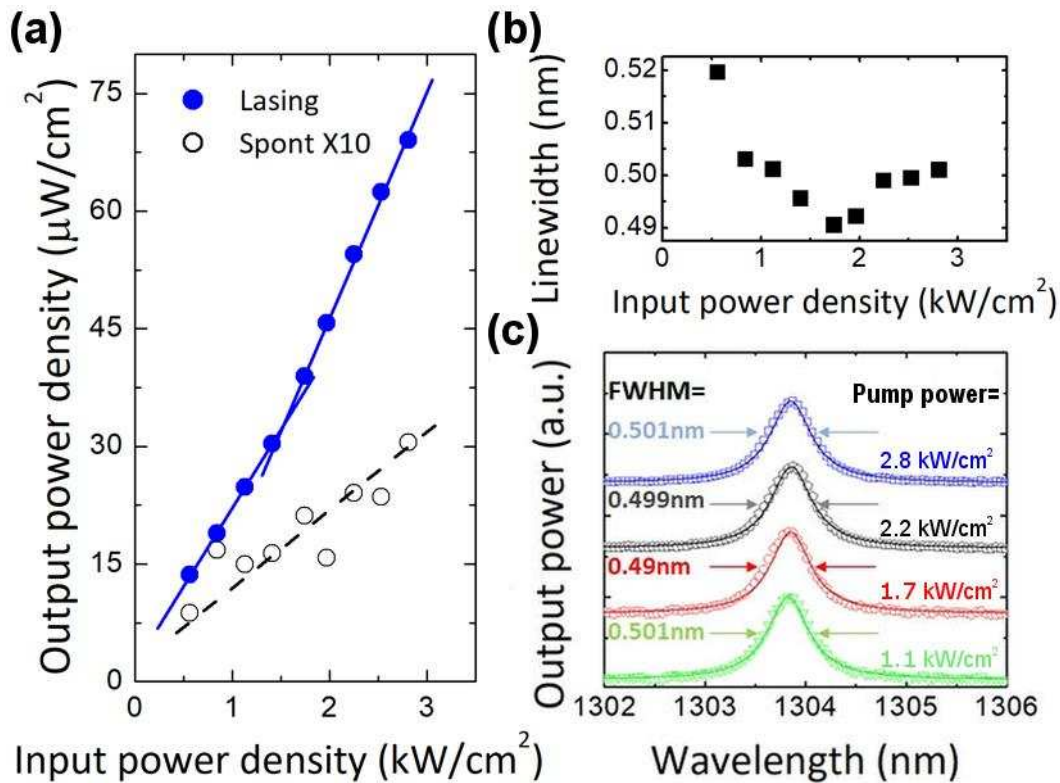 (a)
Output power density (μW/cm²)
75
60
45
30
15
0
Lasing
Spont X10
0 1 2 3
Input power density (kW/cm²)
(b)
Linewidth (nm)
0.52
0.50
0.49
0 1 2 3
Input power density (kW/cm²)
(c)
Output power (a.u.)
FWHM= Pump power=
0.501nm
2.8 kW/cm²
0.499nm
2.2 kW/cm²
0.49nm
1.7 kW/cm²
0.501nm
1.1 kW/cm²
1302 1303 1304 1305 1306
Wavelength (nm)